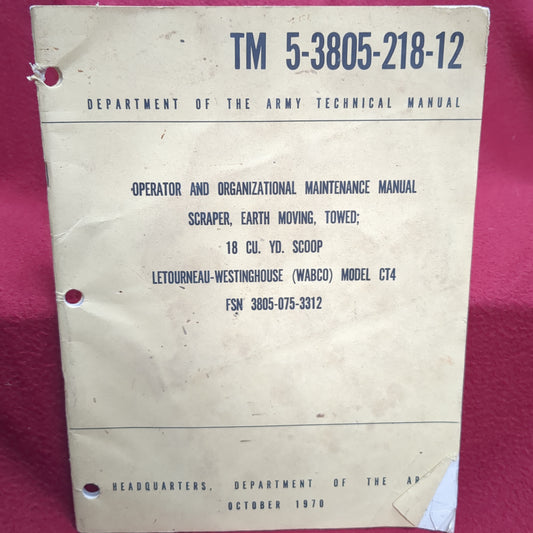 TM 5-3805-218-12
DEPARTMENT OF THE ARMY TECHNICAL MANUAL
OPERATOR AND ORGANIZATIONAL MAINTENANCE MANUAL
SCRAPER, EARTH MOVING, TOWED;
18 CU. YD. SCOOP
LETOURNEAU-WESTINGHOUSE (WABCO) MODEL CT4
FSN 3805-075-3312
HEADQUARTERS, DEPARTMENT OF THE AR
OCTOBER 1970